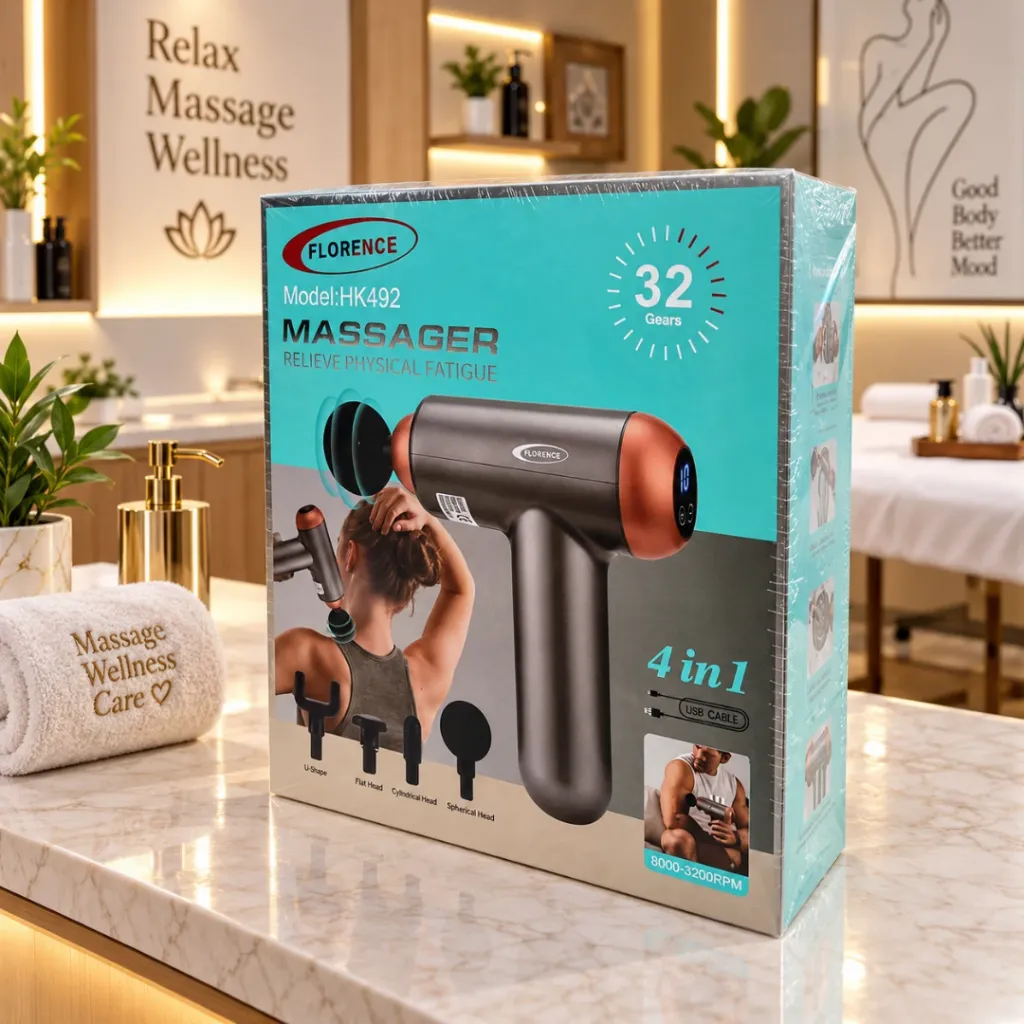 Relax
Massage
Wellness
Good
Body
Better
Mood
FLORENCE
Model:HK492
MASSAGER
RELIEVE PHYSICAL FATIGUE
32
Gears
FLORENCE
10
4 in 1
USB CABLE
U-Shape
Flat Head
Cylindrical Head
Spherical Head
8000-3200RPM
Massage
Wellness
Care ♡